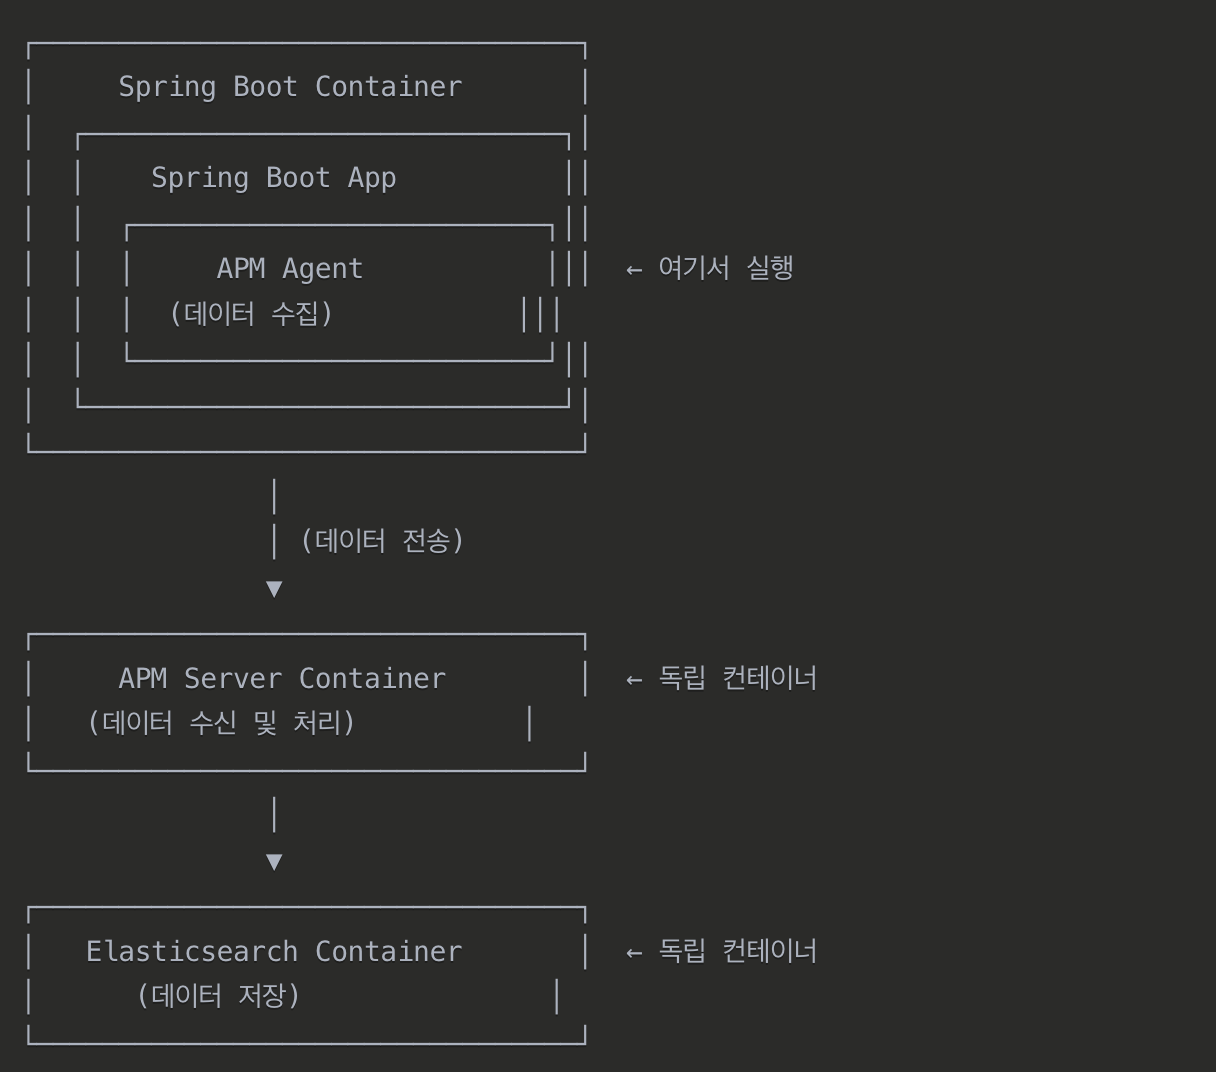 Spring Boot Container
Spring Boot App
APM Agent ← 여기서 실행
(데이터 수집)
(데이터 전송)
▼
APM Server Container ← 독립 컨테이너
(데이터 수신 및 처리)
▼
Elasticsearch Container ← 독립 컨테이너
(데이터 저장)